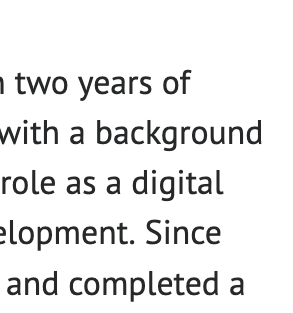 two years of
with a background
role as a digital
elopment. Since
and completed a